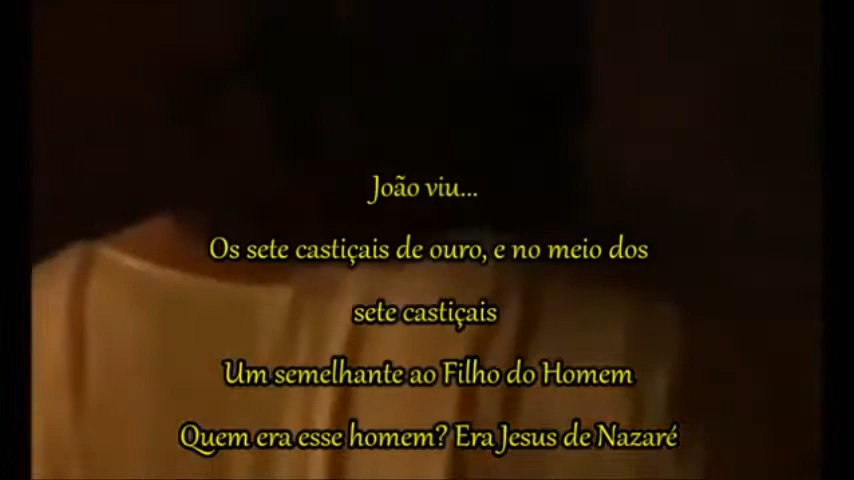 João viu...
Os sete castiçais de ouro, e no meio dos
sete castiçais
Um semelhante ao Filho do Homem
Quem era esse homem? Era Jesus de Nazaré